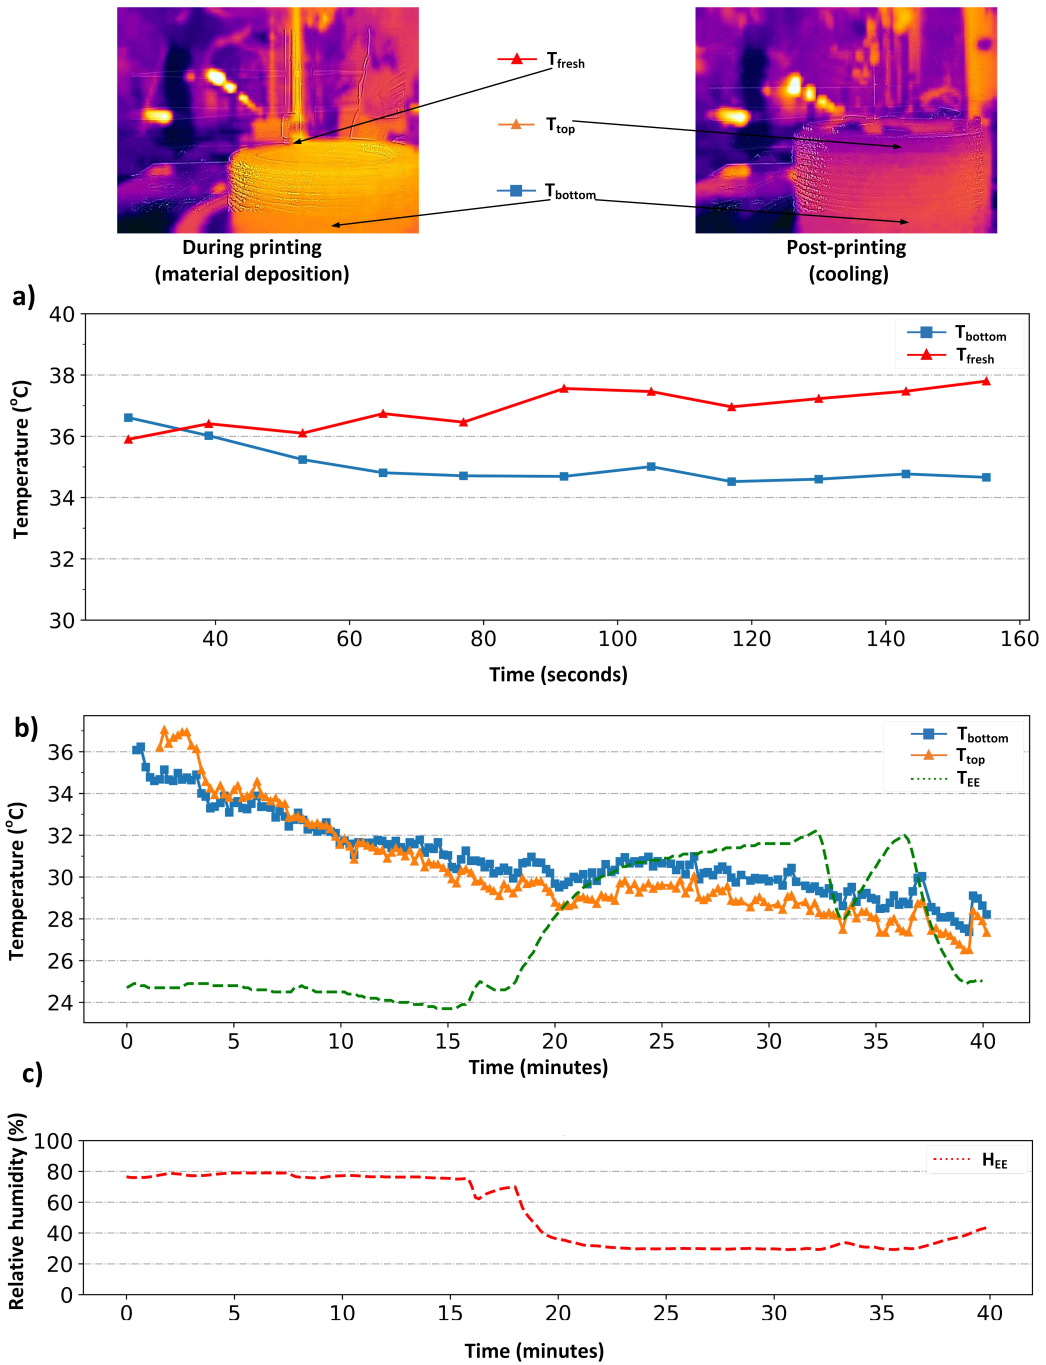 T_fresh
T_top
T_bottom
During printing
(material deposition)
Post-printing
(cooling)
a)
40
38
36
34
32
30
Temperature (°C)
T_bottom
T_fresh
40 60 80 100 120 140 160
Time (seconds)
b)
36
34
32
30
28
26
24
Temperature (°C)
T_bottom
T_top
T_EE
0 5 10 15 20 25 30 35 40
Time (minutes)
c)
100
80
60
40
20
0
Relative humidity (%)
H_EE
0 5 10 15 20 25 30 35 40
Time (minutes)